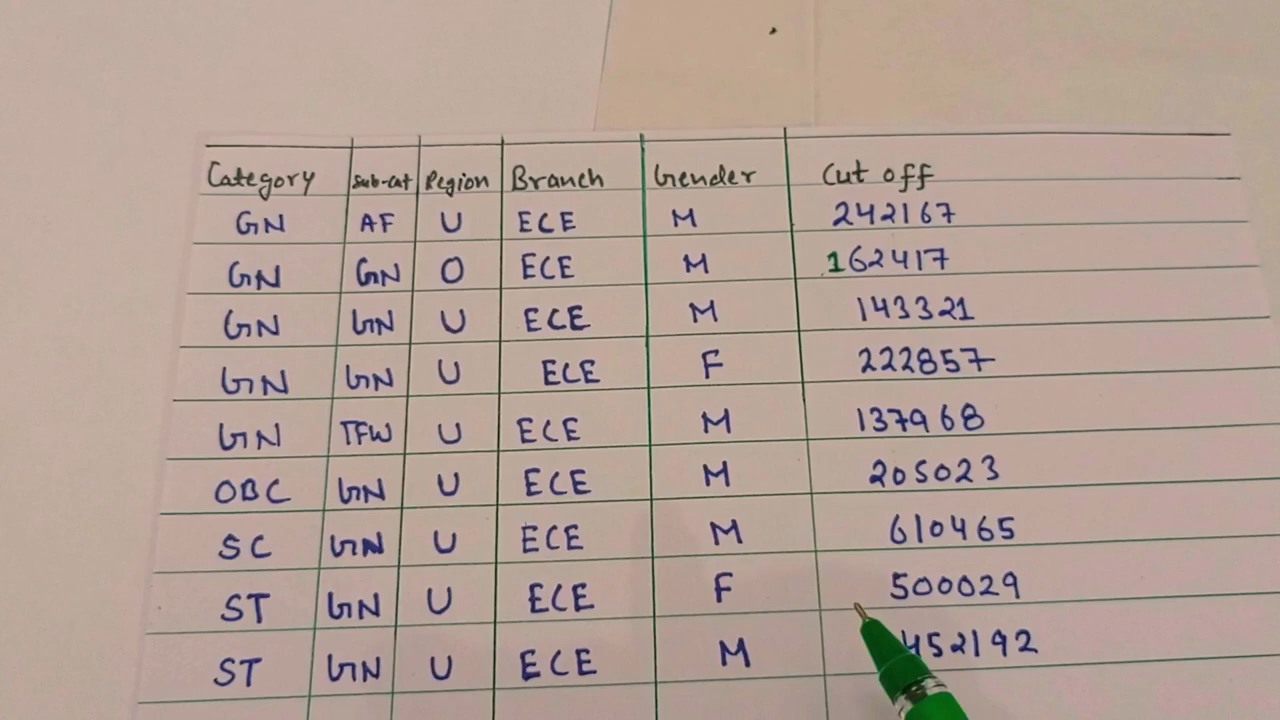 Category Sub-Cat Region Branch Gender Cut off
GN AF U ECE M 242167
GN GN O ECE M 162417
GN GN U ECE M 143321
GN GN U ECE F 222857
GN TFW U ECE M 137968
OBC GN U ECE M 205023
SC GN U ECE M 610465
ST GN U ECE F 500029
ST GN U ECE M 452192